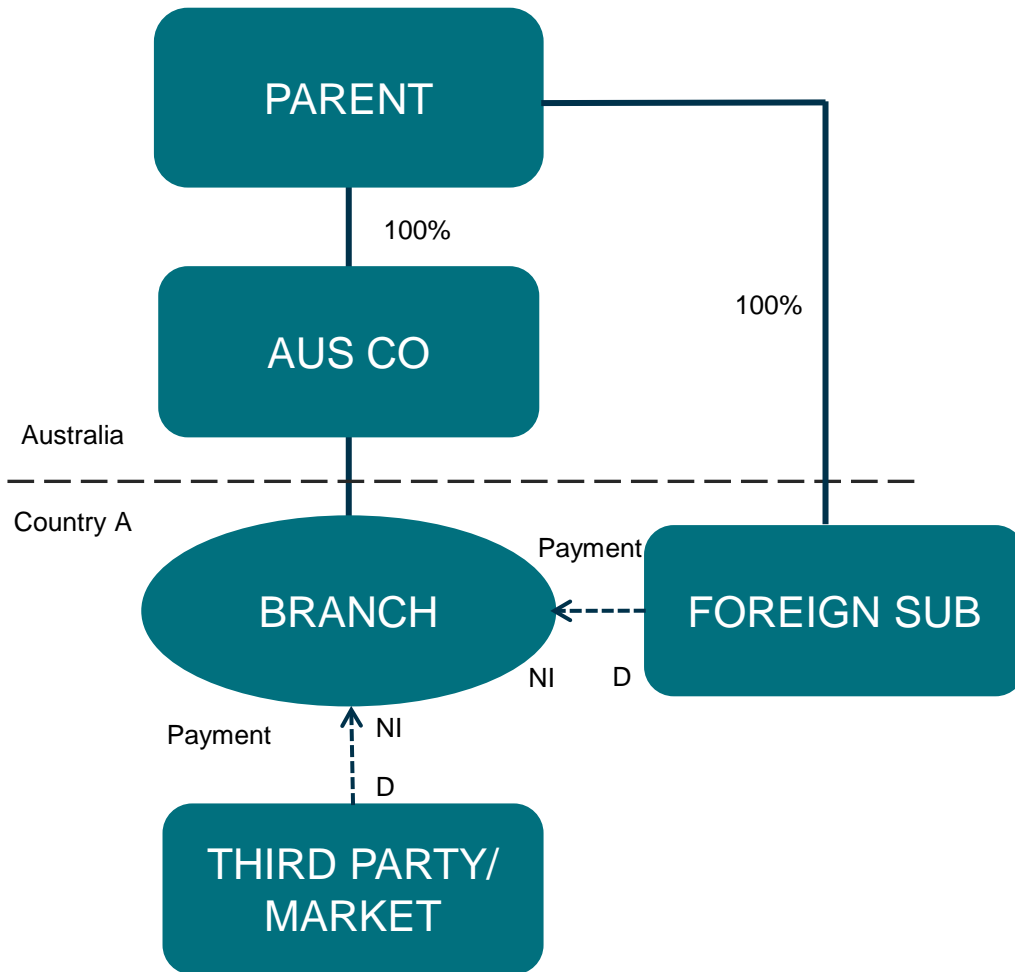 PARENT
100%
AUS CO
100%
Australia
Country A
Payment
BRANCH
FOREIGN SUB
NI
D
Payment
NI
D
THIRD PARTY/
MARKET